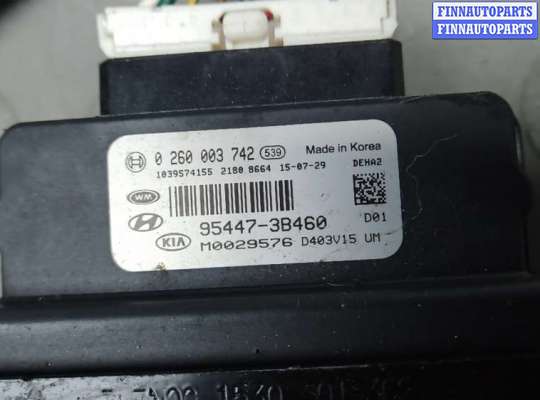 FINNAUTOPARTS
FINNAUTOPARTS
0 260 003 742 539 Made in Korea
1039S74155 2180 8664 15-07-29 DEHA2
WM
95447-3B460 D01
KIA M0029576 D403V15 UM